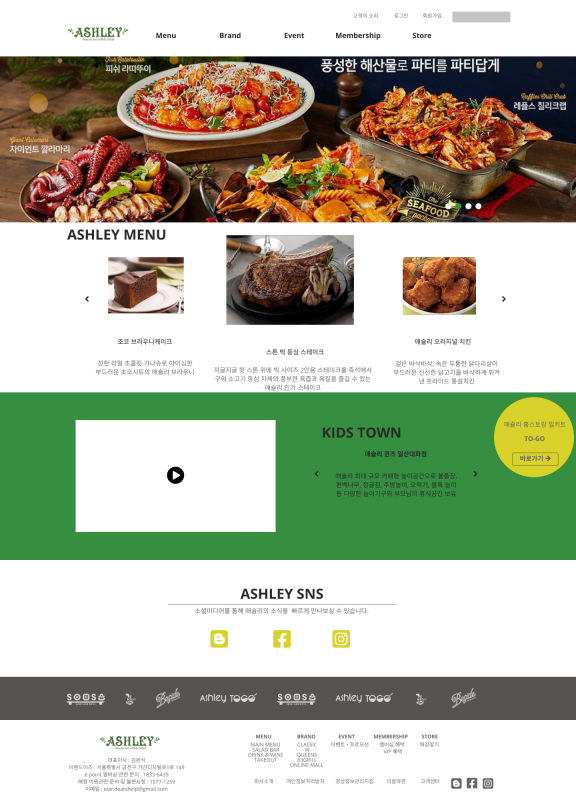 고객의 소리 로그인 회원가입
ASHLEY
Menu Brand Event Membership Store
피쉬 라따뚜이
풍성한 해산물로 파티를 파티답게
레플스 칠리크랩
자이언트 깔라마리
The
SEAFOOD
ASHLEY MENU
초코 브라우니케이크
진한 리얼 초콜릿 가나슈로 아이싱한
부드러운 초코시트의 애슐리 브라우니
스톤 빅 등심 스테이크
지글지글 핫 스톤 위에 빅 사이즈 2인용 스테이크를 즉석에서
구워 소고기 등심 자체의 풍부한 육즙과 육질을 즐길 수 있는
애슐리 인기 스테이크
애슐리 오리지널 치킨
겉은 바삭바삭, 속은 두툼한 닭다리살이
부드러운 신선한 닭고기를 바삭하게 튀겨
낸 프라이드 통살치킨
KIDS TOWN
애슐리 퀸즈 일산대화점
애슐리 최대 규모 키테형 놀이공간으로 볼풀장,
편백나무, 정글짐, 주방놀이, 오락기, 블록 놀이
등 다양한 놀이기구와 부모님의 휴식공간 보유
애슐리 홈스토랑 밀키트
TO-GO
바로가기
ASHLEY SNS
소셜미디어를 통해 애슐리의 소식을 빠르게 만나보실 수 있습니다.
Ashley TOGO
Ashley TOGO
ASHLEY
대표이사 : 김완식
이랜드이츠 : 서울특별시 금천구 가산디지털로1로 149
e point 멤버쉽 관련 문의 : 1833-6439
매장 이용관련 문의 및 불편사항 : 1577-1259
이메일 : elandeatshelp@gmail.com
MENU
MAIN MENU
SALAD BAR
DRINK & WINE
TAKEOUT
BRAND
CLASSIC
W
QUEENS
83GRILL
ONLINE MALL
EVENT
이벤트 • 프로모션
MEMBERSHIP
멤버쉽 혜택
VIP 혜택
STORE
매장찾기
회사소개 개인정보처리방침 영상정보관리지침 이용약관 고객센터